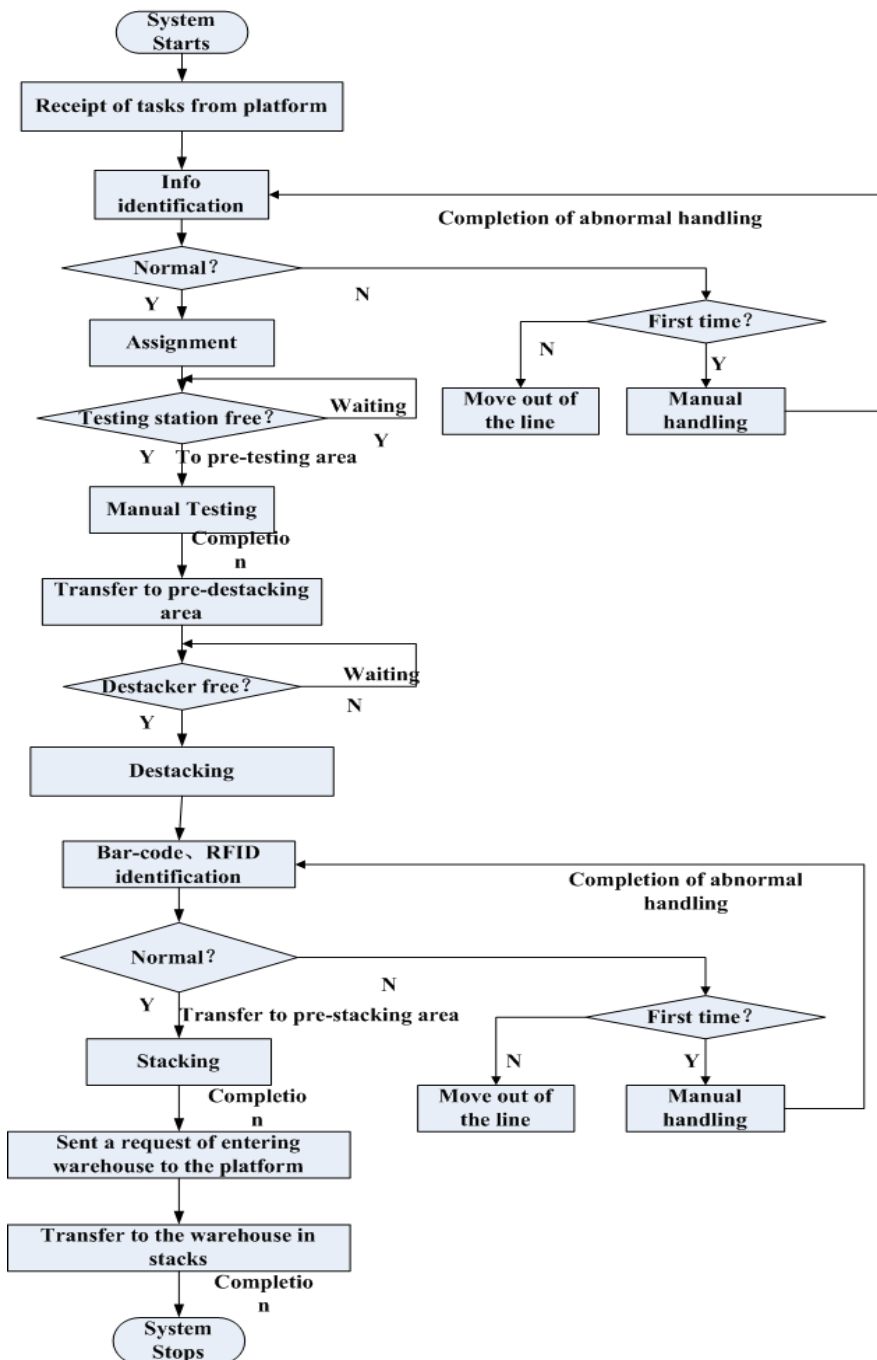 System
Starts
Receipt of tasks from platform
Info
identification
Completion of abnormal handling
Normal？
Y
N
First time？
Assignment
N
Y
Testing station free？
Waiting
Y
Move out of
the line
Manual
handling
Y
To pre-testing area
Manual Testing
Completio
n
Transfer to pre-destacking
area
Destacker free？
Waiting
N
Y
Destacking
Bar-code、RFID
identification
Completion of abnormal
handling
Normal？
N
Y
Transfer to pre-stacking area
First time？
Stacking
N
Y
Completio
n
Move out of
the line
Manual
handling
Sent a request of entering
warehouse to the platform
Transfer to the warehouse in
stacks
Completio
n
System
Stops